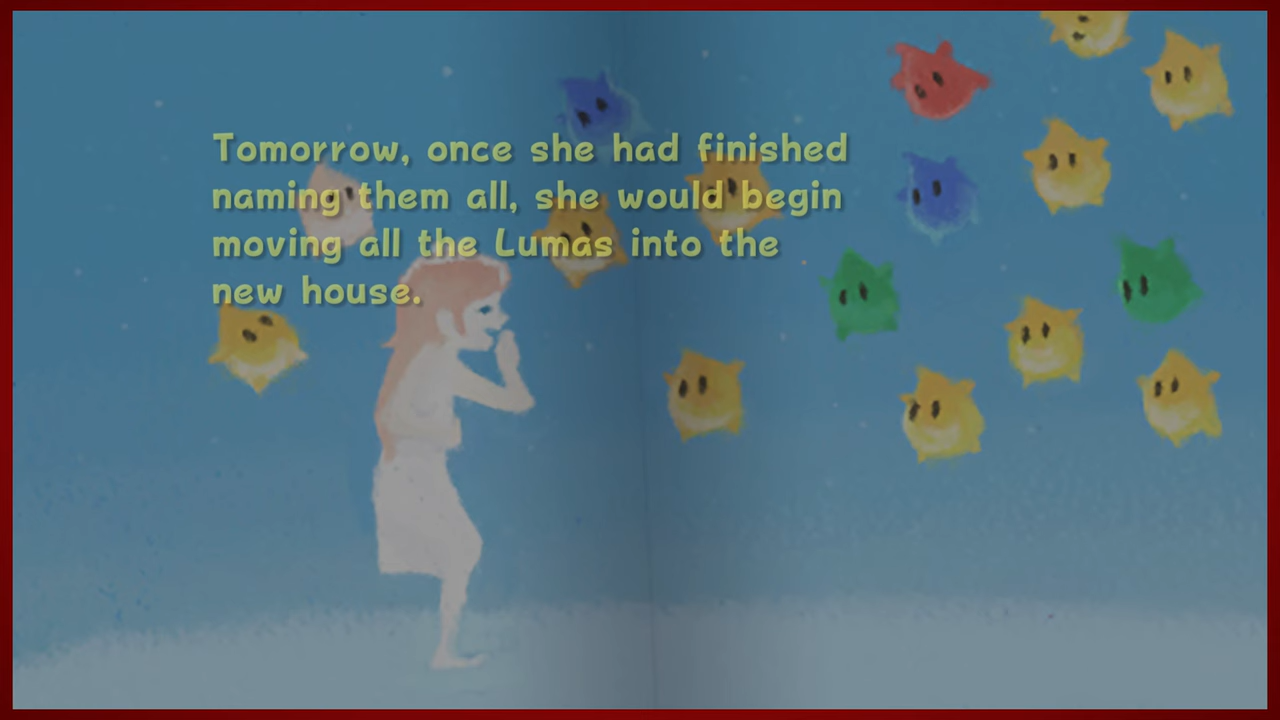 Tomorrow, once she had finished
naming them all, she would begin
moving all the Lumas into the
new house.